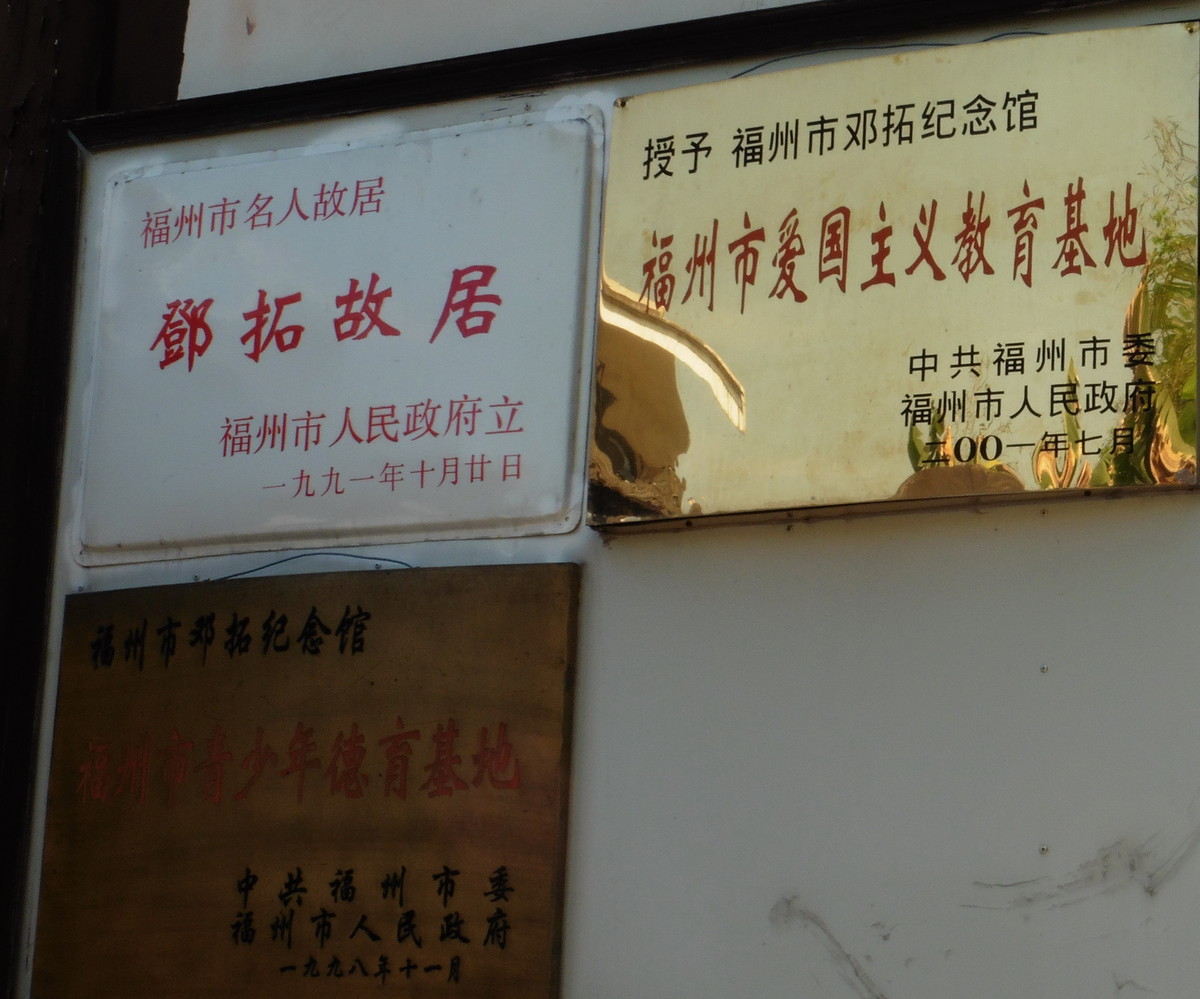 福州市名人故居
鄧拓故居
福州市人民政府立
一九九一年十月廿日
授予 福州市邓拓纪念馆
福州市爱国主义教育基地
中共福州市委
福州市人民政府
二00一年七月
福州市邓拓纪念馆
福州市青少年德育基地
中共福州市委
福州市人民政府
一九九八年十一月